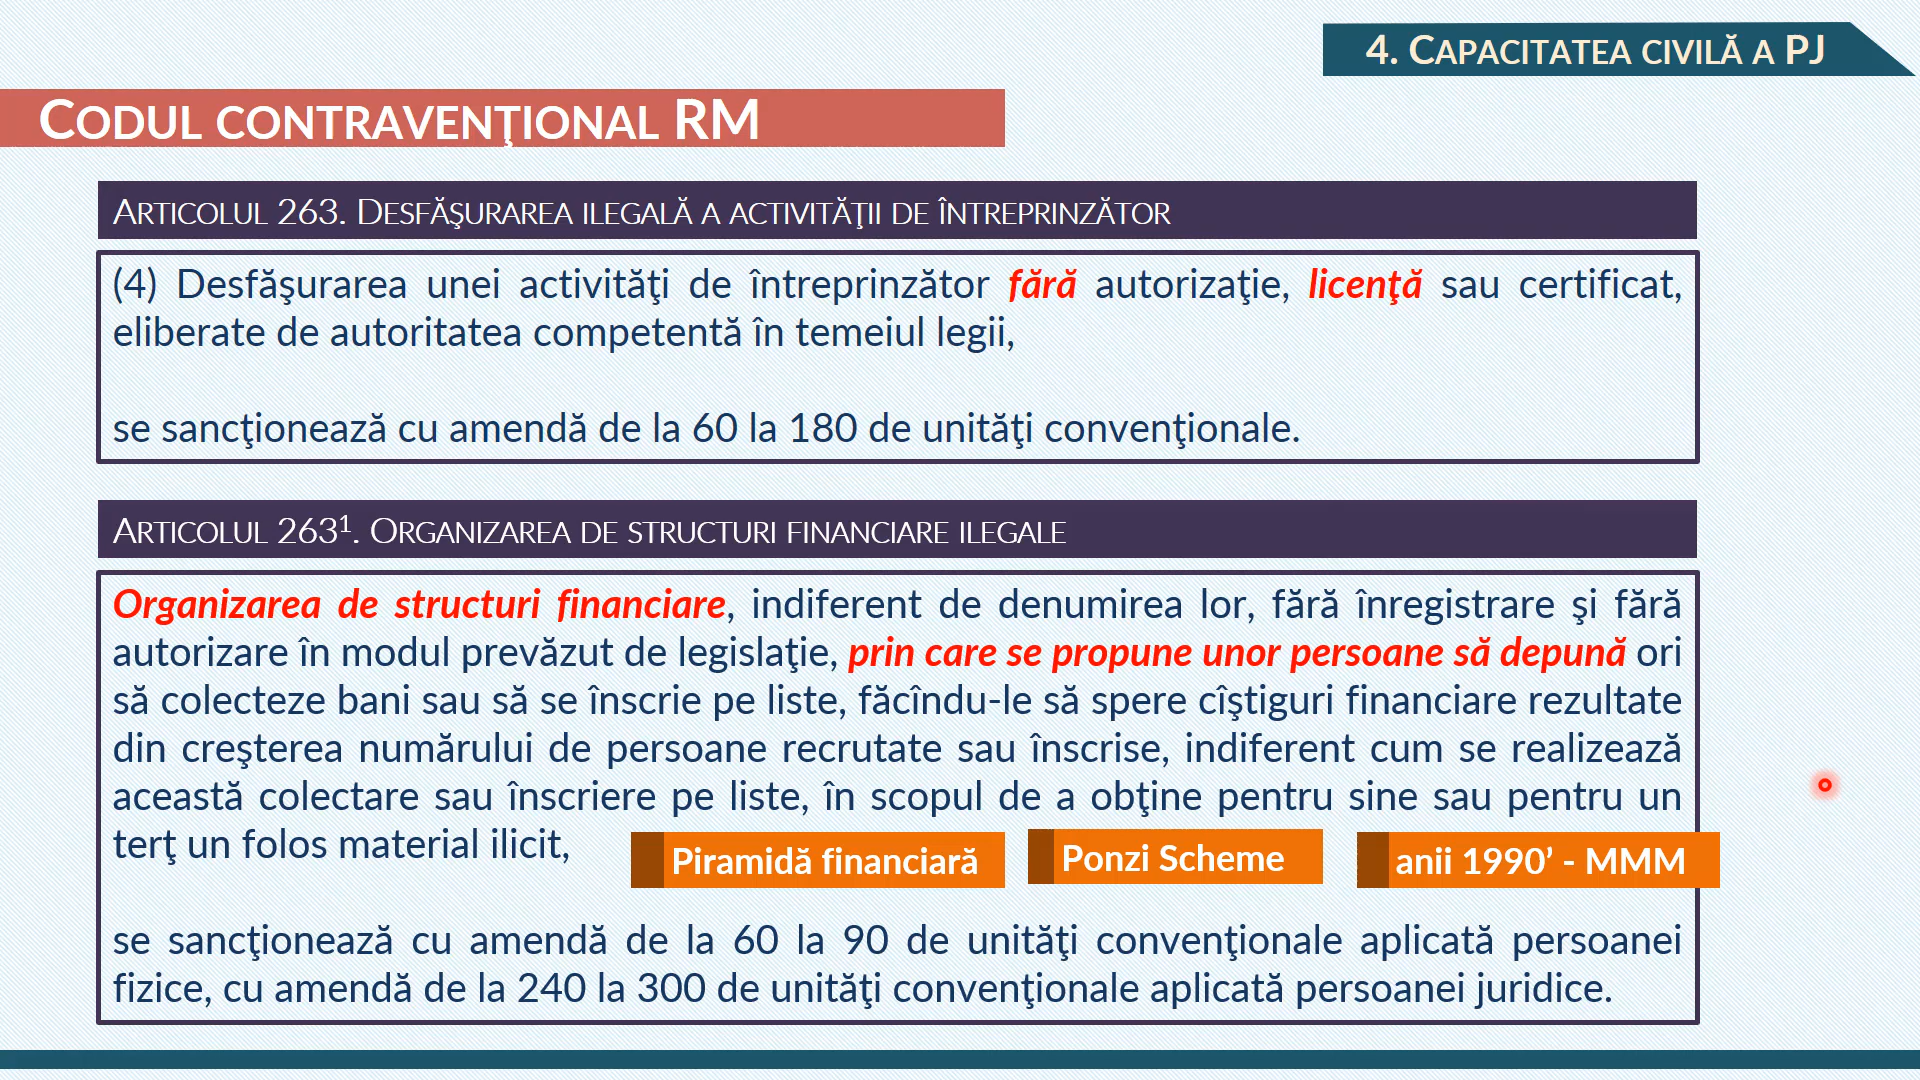 4. CAPACITATEA CIVILĂ A PJ
CODUL CONTRAVENŢIONAL RM
ARTICOLUL 263. DESFĂŞURAREA ILEGALĂ A ACTIVITĂŢII DE ÎNTREPRINZĂTOR
(4) Desfăşurarea unei activităţi de întreprinzător fără autorizaţie, licenţă sau certificat,
eliberate de autoritatea competentă în temeiul legii,
se sancţionează cu amendă de la 60 la 180 de unităţi convenţionale.
ARTICOLUL 263¹. ORGANIZAREA DE STRUCTURI FINANCIARE ILEGALE
Organizarea de structuri financiare, indiferent de denumirea lor, fără înregistrare şi fără
autorizare în modul prevăzut de legislaţie, prin care se propune unor persoane să depună ori
să colecteze bani sau să se înscrie pe liste, făcîndu-le să spere cîştiguri financiare rezultate
din creşterea numărului de persoane recrutate sau înscrise, indiferent cum se realizează
această colectare sau înscriere pe liste, în scopul de a obţine pentru sine sau pentru un
terţ un folos material ilicit,
Piramidă financiară
Ponzi Scheme
anii 1990’ - MMM
se sancţionează cu amendă de la 60 la 90 de unităţi convenţionale aplicată persoanei
fizice, cu amendă de la 240 la 300 de unităţi convenţionale aplicată persoanei juridice.